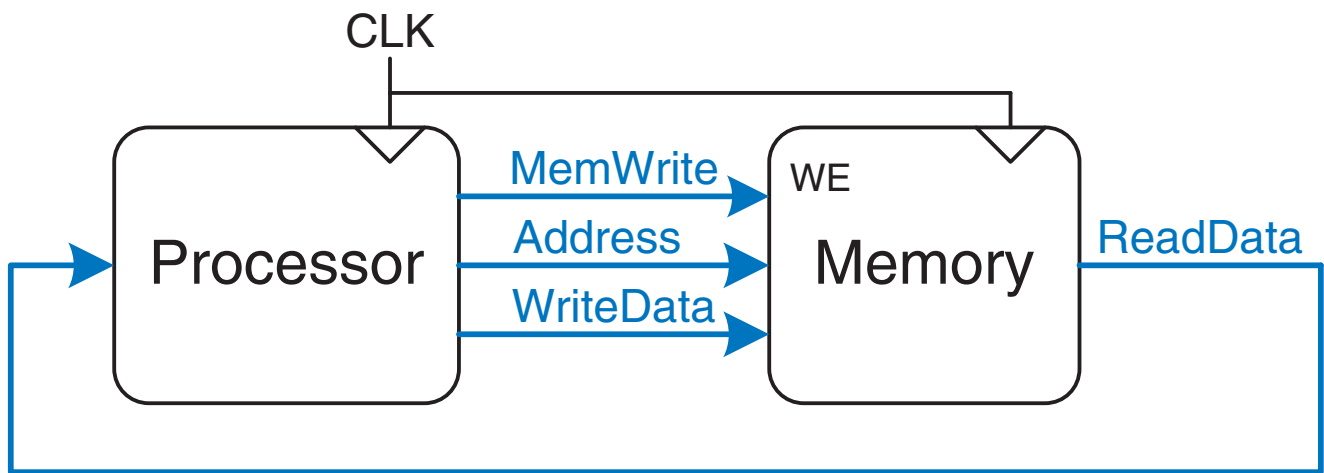 CLK
MemWrite
WE
Address
Processor
Memory
ReadData
WriteData